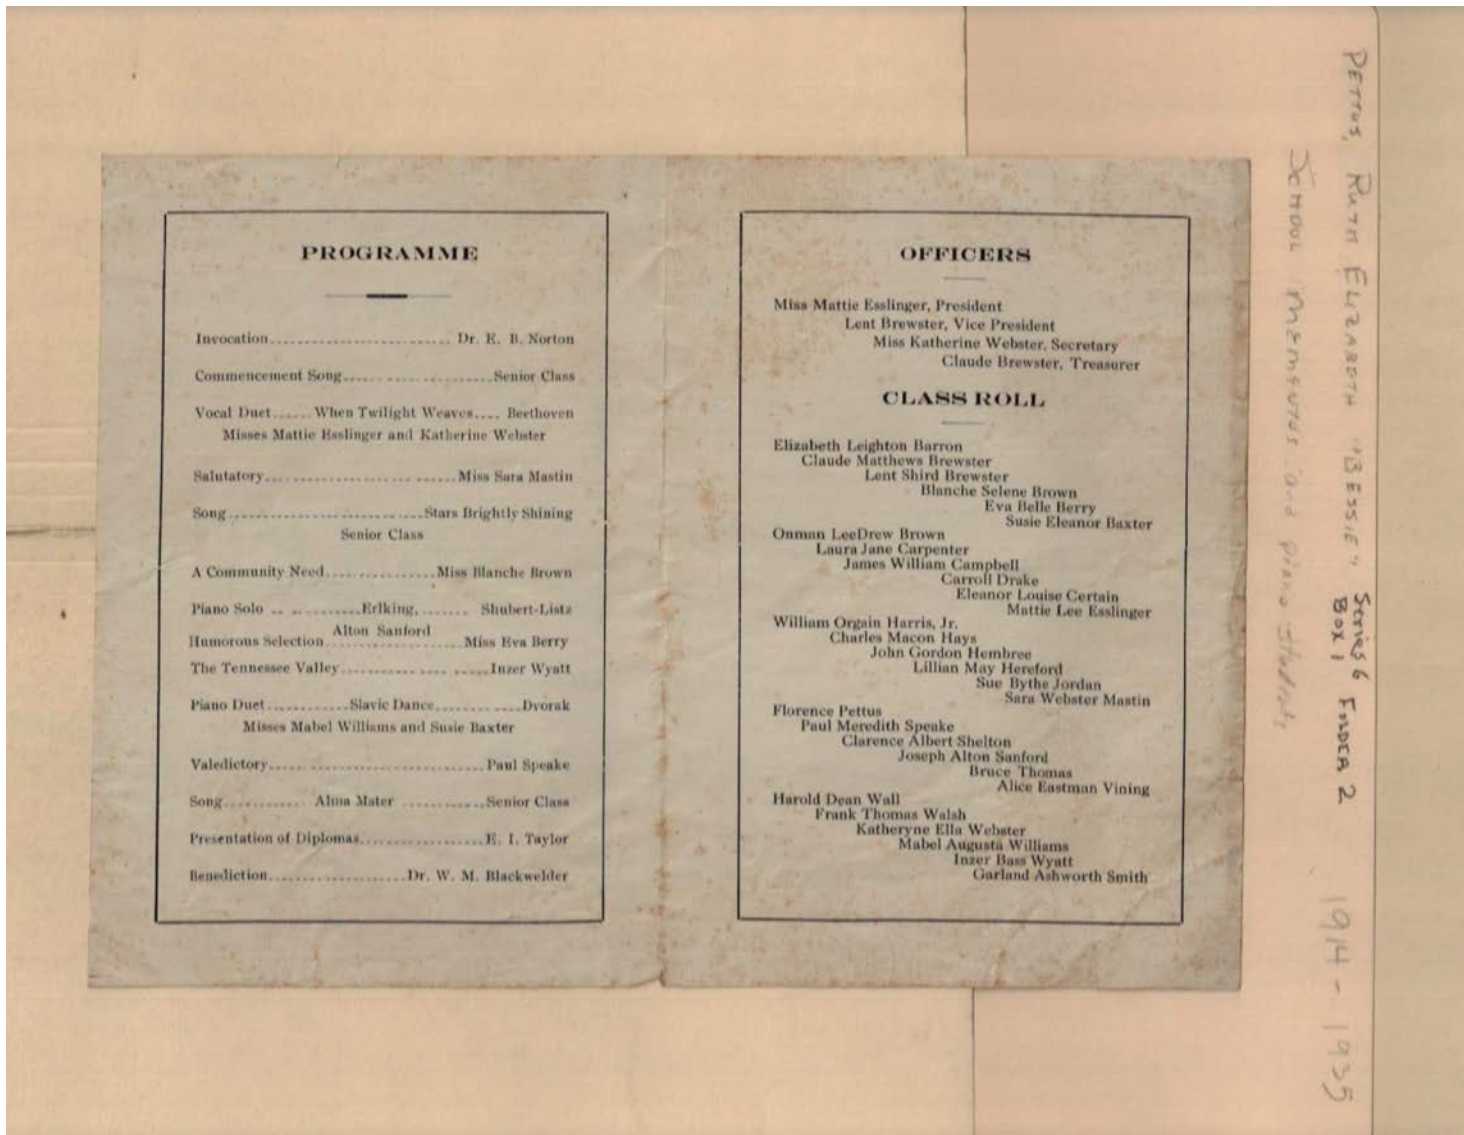 PROGRAMME
Invocation.......................... Dr. E. B. Norton
Commencement Song......................Senior Class
Vocal Duet......When Twilight Weaves.... Beethoven
Misses Mattie Esslinger and Katherine Webster
Salutatory............................Miss Sara Mastin
Song............................Stars Brightly Shining
Senior Class
A Community Need................Miss Blanche Brown
Piano Solo .. ...........Erlking,....... Shubert-Listz
Alton Sanford
Humorous Selection....................Miss Eva Berry
The Tennessee Valley......................Inzer Wyatt
Piano Duet............Slavic Dance............Dvorak
Misses Mabel Williams and Susie Baxter
Valedictory...............................Paul Speake
Song............ Alma Mater ............Senior Class
Presentation of Diplomas..................E. I. Taylor
Benediction....................Dr. W. M. Blackwelder
OFFICERS
Miss Mattie Esslinger, President
Lent Brewster, Vice President
Miss Katherine Webster, Secretary
Claude Brewster, Treasurer
CLASS ROLL
Elizabeth Leighton Barron
Claude Matthews Brewster
Lent Shird Brewster
Blanche Selene Brown
Eva Belle Berry
Susie Eleanor Baxter
Onman LeeDrew Brown
Laura Jane Carpenter
James William Campbell
Carroll Drake
Eleanor Louise Certain
Mattie Lee Esslinger
William Orgain Harris, Jr.
Charles Macon Hays
John Gordon Hembree
Lillian May Hereford
Sue Bythe Jordan
Sara Webster Mastin
Florence Pettus
Paul Meredith Speake
Clarence Albert Shelton
Joseph Alton Sanford
Bruce Thomas
Alice Eastman Vining
Harold Dean Wall
Frank Thomas Walsh
Katheryne Ella Webster
Mabel Augusta Williams
Inzer Bass Wyatt
Garland Ashworth Smith
PETTUS, RUTH ELIZABETH "BESSIE" Series 6 FOLDER 2 1914 - 1935
BOX 1
SCHOOL MEMENTOS and piano students